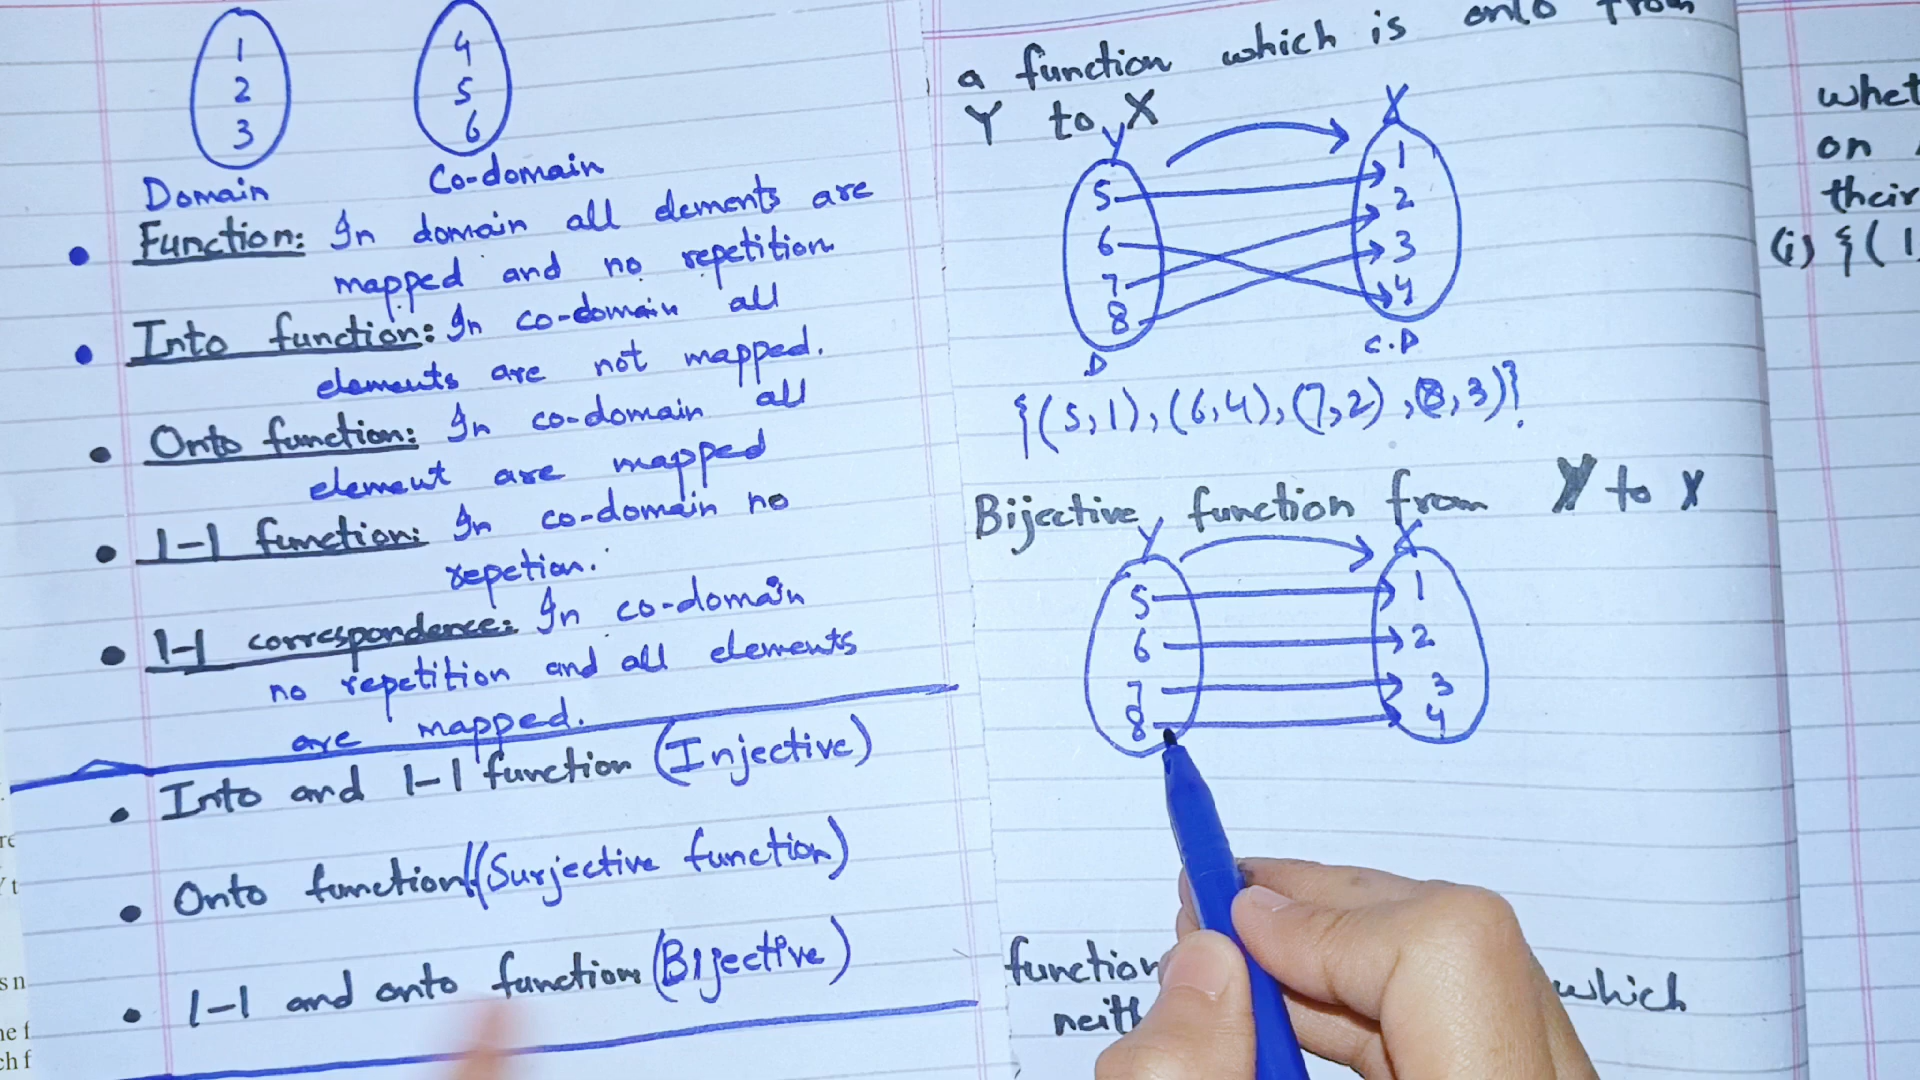 1
2
3
4
5
6
Domain
Co-domain
Function: In domain all elements are
mapped and no repetition
Into function: In co-domain all
elements are not mapped.
Onto function: In co-domain all
element are mapped
1-1 function: In co-domain no
repetion.
1-1 correspondence: In co-domain
no repetition and all elements
are mapped.
Into and 1-1 function (Injective)
Onto function (Surjective function)
1-1 and onto function (Bijective)
a function which is onto from
Y to X
Y
X
5
6
7
8
1
2
3
4
D
C.D
{(5,1),(6,4),(7,2),(8,3)}
Bijective function from Y to X
Y
X
5
6
7
8
1
2
3
4
function which
on
their
(i) {(1,